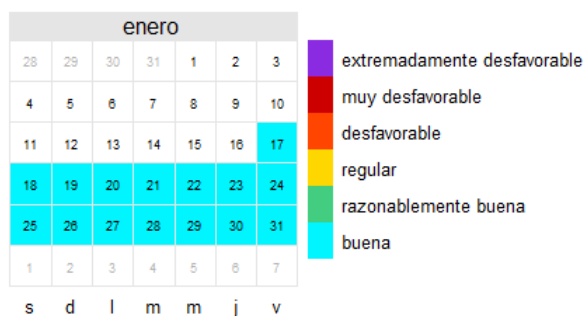 enero
28 29 30 31 1 2 3
4 5 6 7 8 9 10
11 12 13 14 15 16 17
18 19 20 21 22 23 24
25 26 27 28 29 30 31
1 2 3 4 5 6 7
s d l m m j v
extremadamente desfavorable
muy desfavorable
desfavorable
regular
razonablemente buena
buena